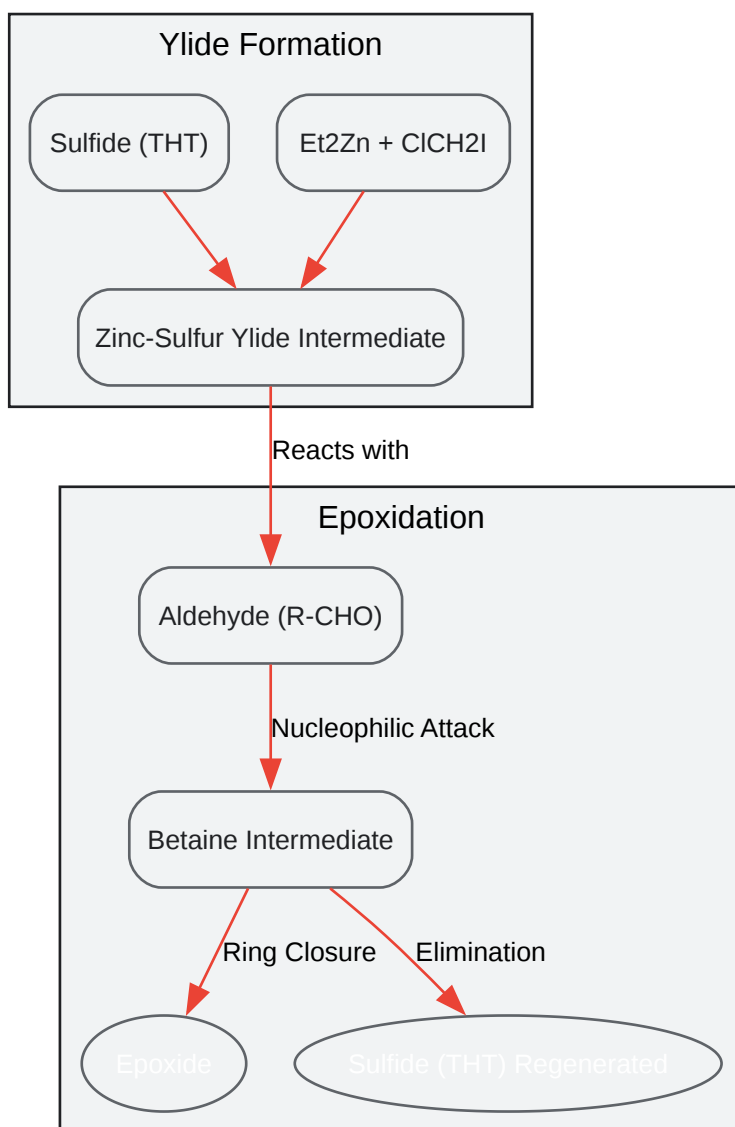 Ylide Formation
Sulfide (THT)
Et2Zn + ClCH2I
Zinc-Sulfur Ylide Intermediate
Reacts with
Epoxidation
Aldehyde (R-CHO)
Nucleophilic Attack
Betaine Intermediate
Ring Closure
Elimination
Epoxide
Sulfide (THT) Regenerated